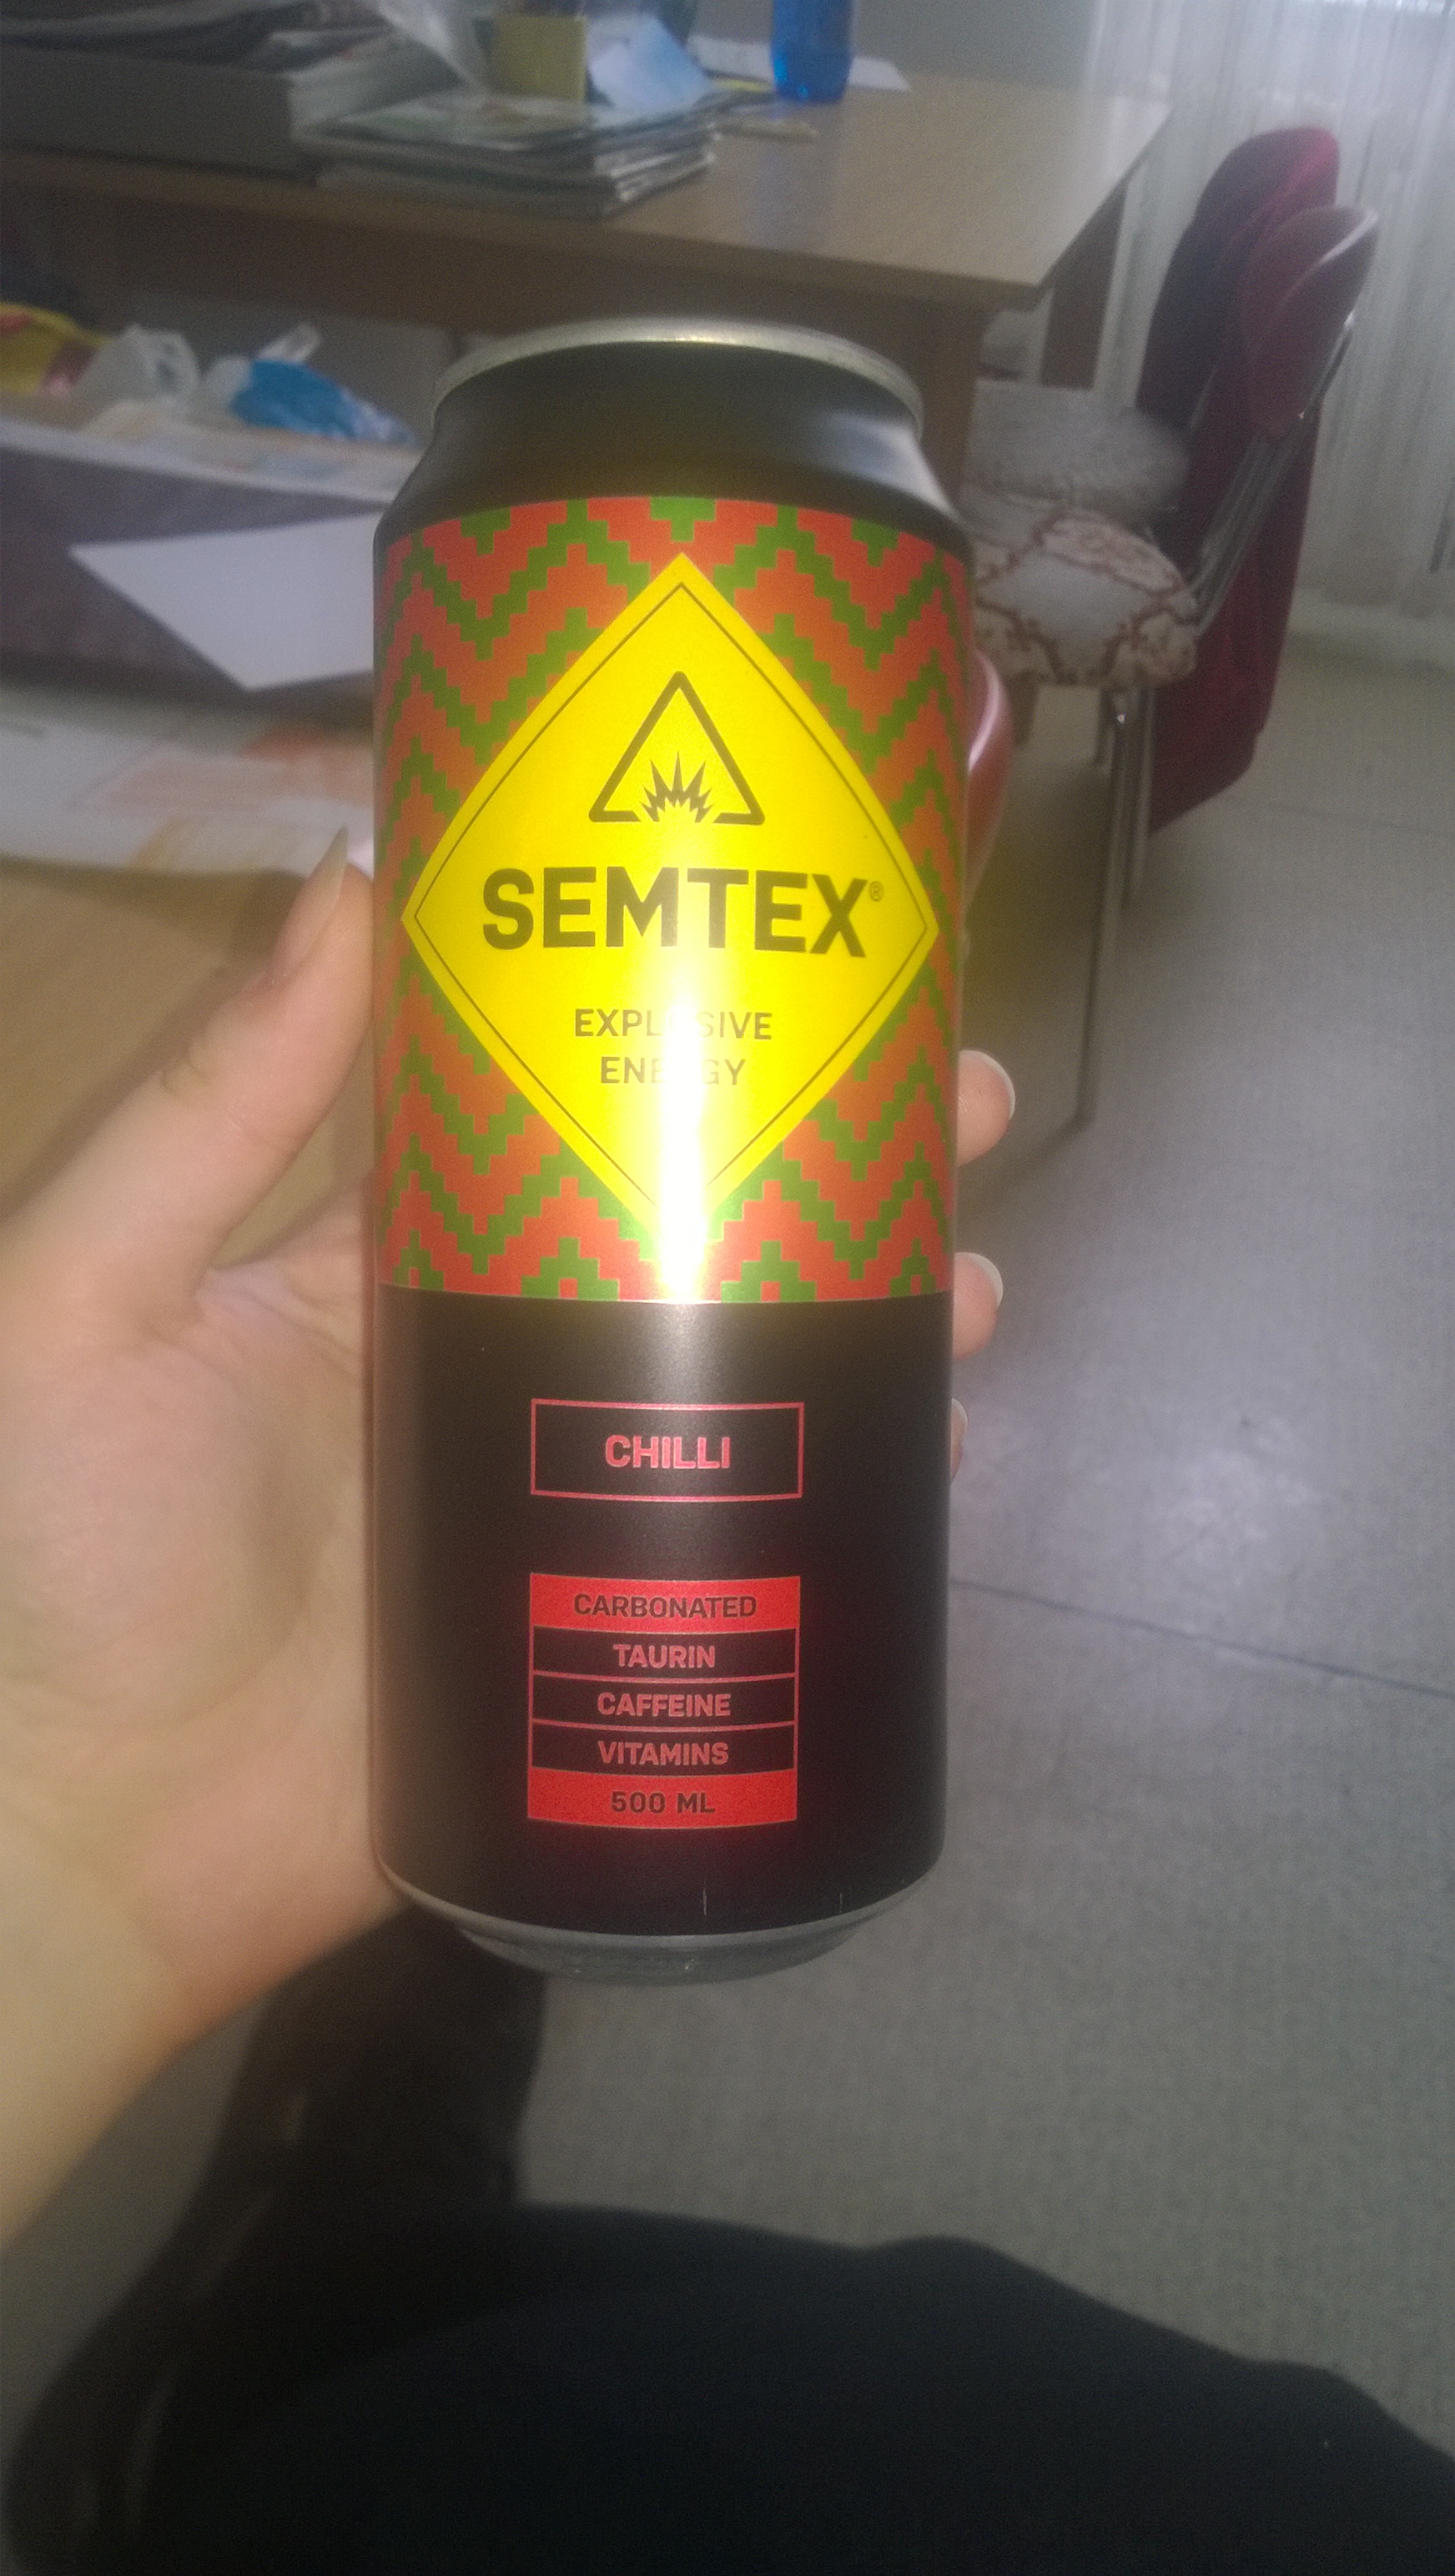 SEMTEX®
EXPLOSIVE
ENERGY
CHILLI
CARBONATED
TAURIN
CAFFEINE
VITAMINS
500 ML